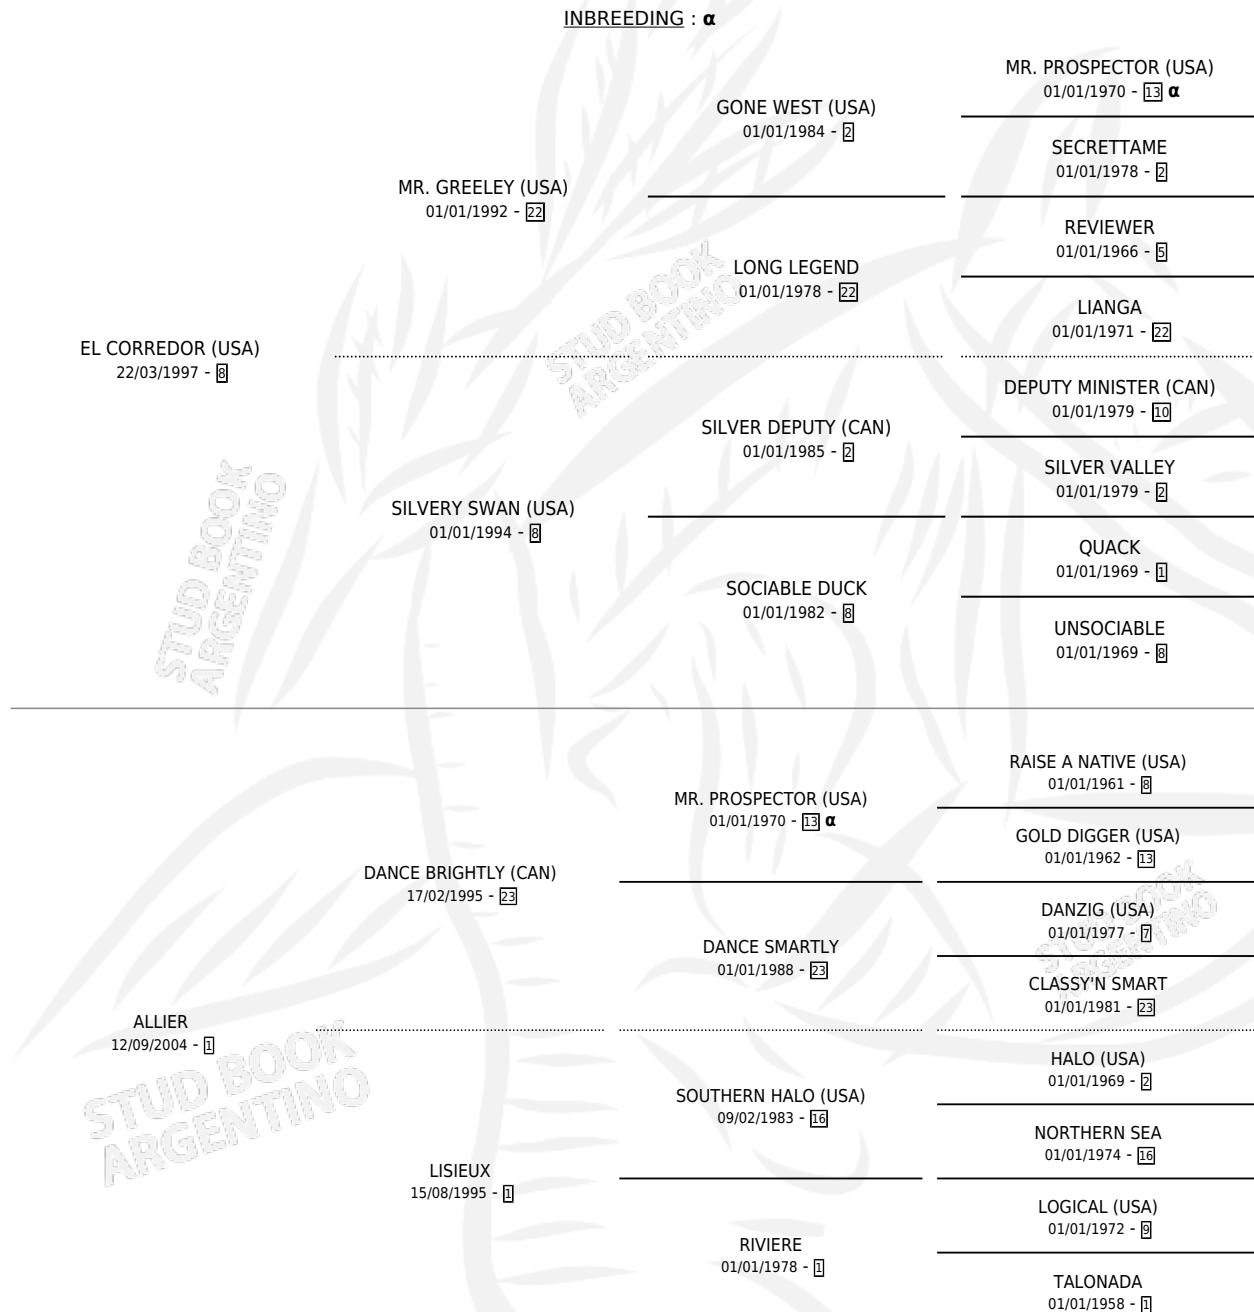 INBREEDING : α
MR. PROSPECTOR (USA)
01/01/1970 - 13 α
GONE WEST (USA)
01/01/1984 - 2
SECRETTAME
01/01/1978 - 2
MR. GREELEY (USA)
01/01/1992 - 22
REVIEWER
01/01/1966 - 5
LONG LEGEND
01/01/1978 - 22
LIANGA
01/01/1971 - 22
EL CORREDOR (USA)
22/03/1997 - 8
DEPUTY MINISTER (CAN)
01/01/1979 - 10
SILVER DEPUTY (CAN)
01/01/1985 - 2
SILVER VALLEY
01/01/1979 - 2
SILVERY SWAN (USA)
01/01/1994 - 8
QUACK
01/01/1969 - 1
SOCIABLE DUCK
01/01/1982 - 8
UNSOCIABLE
01/01/1969 - 8
RAISE A NATIVE (USA)
01/01/1961 - 8
MR. PROSPECTOR (USA)
01/01/1970 - 13 α
GOLD DIGGER (USA)
01/01/1962 - 13
DANCE BRIGHTLY (CAN)
17/02/1995 - 23
DANZIG (USA)
01/01/1977 - 7
DANCE SMARTLY
01/01/1988 - 23
CLASSY'N SMART
01/01/1981 - 23
ALLIER
12/09/2004 - 1
HALO (USA)
01/01/1969 - 2
SOUTHERN HALO (USA)
09/02/1983 - 16
NORTHERN SEA
01/01/1974 - 16
LISIEUX
15/08/1995 - 1
LOGICAL (USA)
01/01/1972 - 9
RIVIERE
01/01/1978 - 1
TALONADA
01/01/1958 - 1
STUD BOOK
ARGENTINO
STUD BOOK
ARGENTINO
STUD BOOK
ARGENTINO
STUD BOOK
ARGENTINO